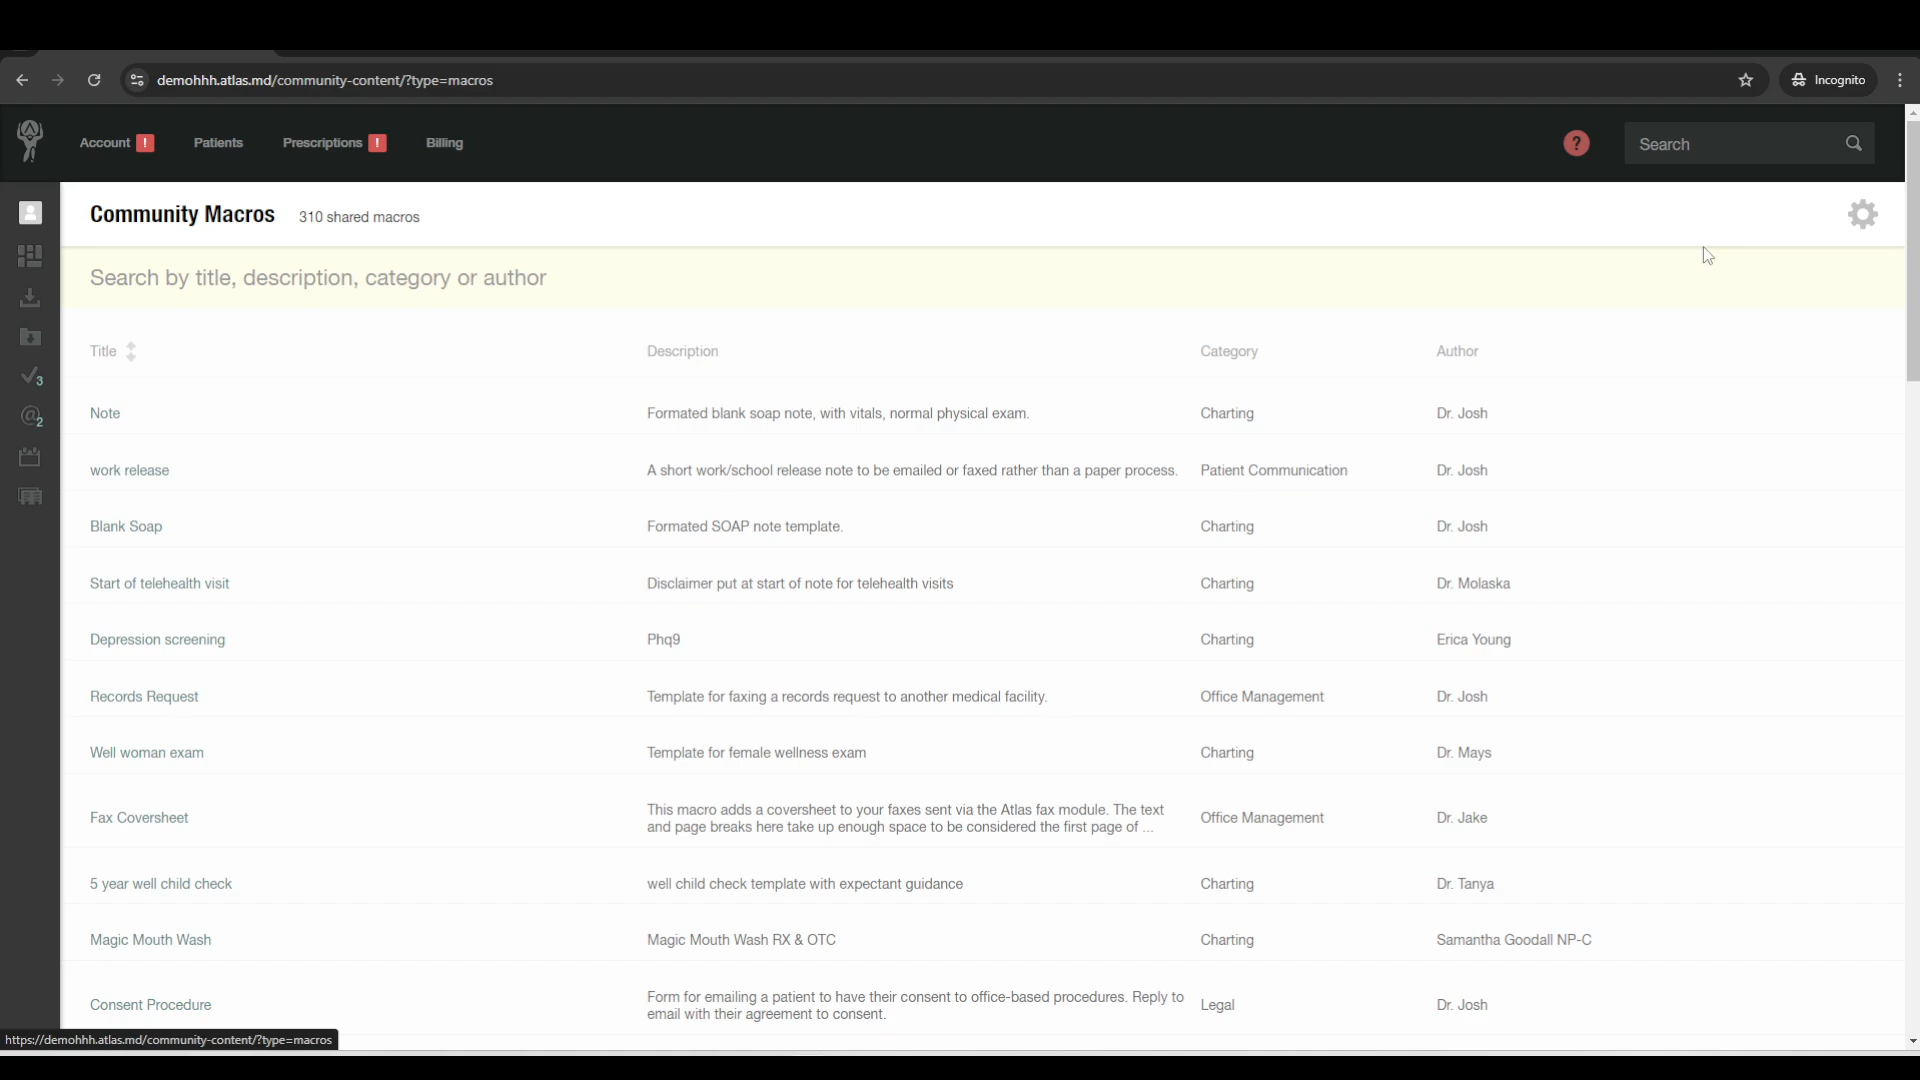 demohhh.atlas.md/community-content/?type=macros
Incognito
Account !
Patients
Prescriptions !
Billing
?
Search
Community Macros 310 shared macros
Search by title, description, category or author
Title Description Category Author
Note Formated blank soap note, with vitals, normal physical exam. Charting Dr. Josh
work release A short work/school release note to be emailed or faxed rather than a paper process. Patient Communication Dr. Josh
Blank Soap Formated SOAP note template. Charting Dr. Josh
Start of telehealth visit Disclaimer put at start of note for telehealth visits Charting Dr. Molaska
Depression screening Phq9 Charting Erica Young
Records Request Template for faxing a records request to another medical facility. Office Management Dr. Josh
Well woman exam Template for female wellness exam Charting Dr. Mays
Fax Coversheet This macro adds a coversheet to your faxes sent via the Atlas fax module. The text
and page breaks here take up enough space to be considered the first page of ... Office Management Dr. Jake
5 year well child check well child check template with expectant guidance Charting Dr. Tanya
Magic Mouth Wash Magic Mouth Wash RX & OTC Charting Samantha Goodall NP-C
Consent Procedure Form for emailing a patient to have their consent to office-based procedures. Reply to
email with their agreement to consent. Legal Dr. Josh
3
@2
https://demohhh.atlas.md/community-content/?type=macros